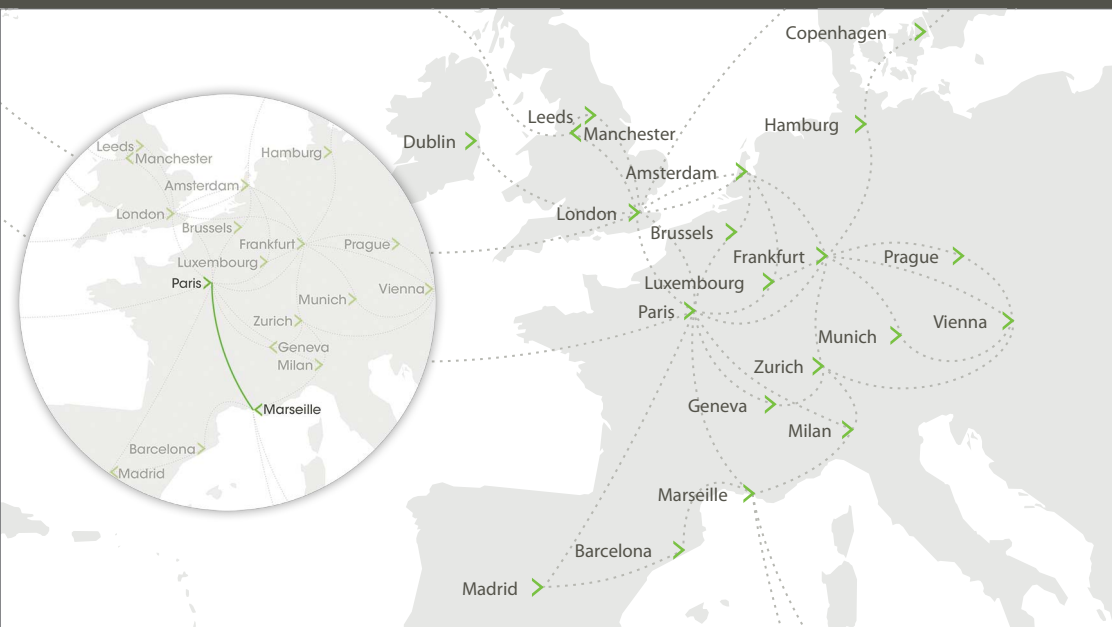 Copenhagen
Leeds
Manchester
Hamburg
Dublin
Amsterdam
London
Brussels
Frankfurt
Prague
Luxembourg
Paris
Vienna
Munich
Zurich
Geneva
Milan
Marseille
Barcelona
Madrid
Leeds
Manchester
Hamburg
Amsterdam
London
Brussels
Frankfurt
Prague
Luxembourg
Paris
Vienna
Munich
Zurich
Geneva
Milan
Marseille
Barcelona
Madrid